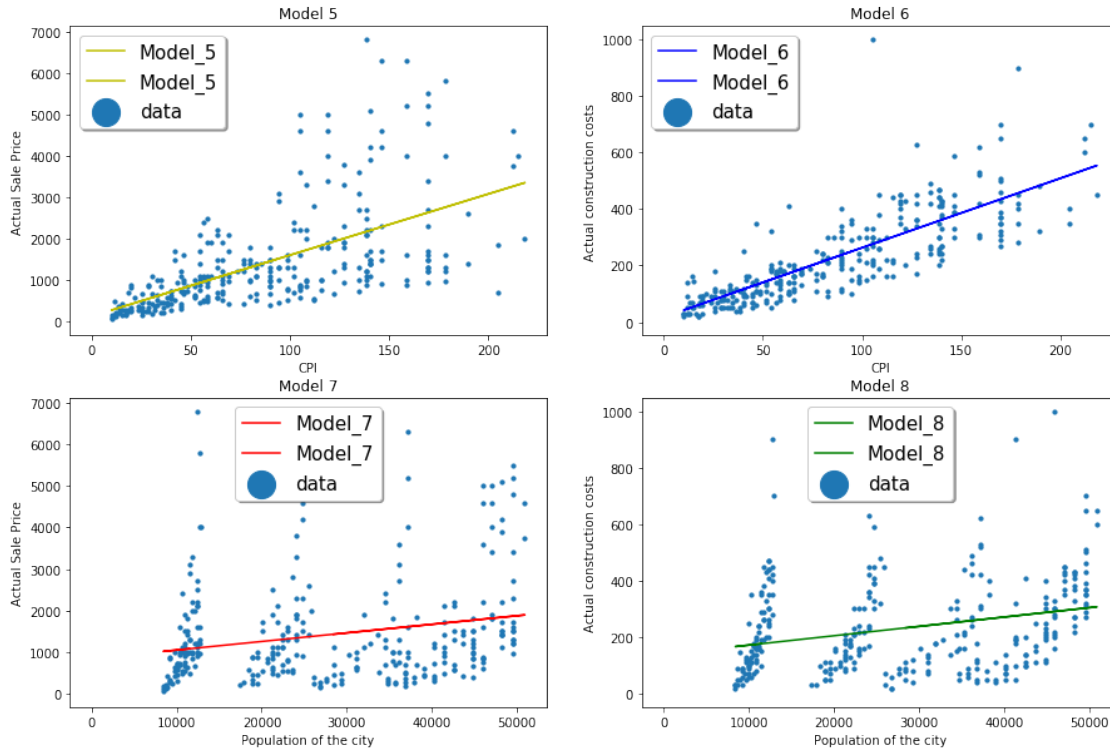 Model 5
7000
6000
5000
4000
3000
2000
1000
0
Actual Sale Price
Model_5
Model_5
data
0
50
100
150
200
CPI
Model 6
1000
800
600
400
200
0
Actual construction costs
Model_6
Model_6
data
0
50
100
150
200
CPI
Model 7
7000
6000
5000
4000
3000
2000
1000
0
Actual Sale Price
Model_7
Model_7
data
0
10000
20000
30000
40000
50000
Population of the city
Model 8
1000
800
600
400
200
0
Actual construction costs
Model_8
Model_8
data
0
10000
20000
30000
40000
50000
Population of the city